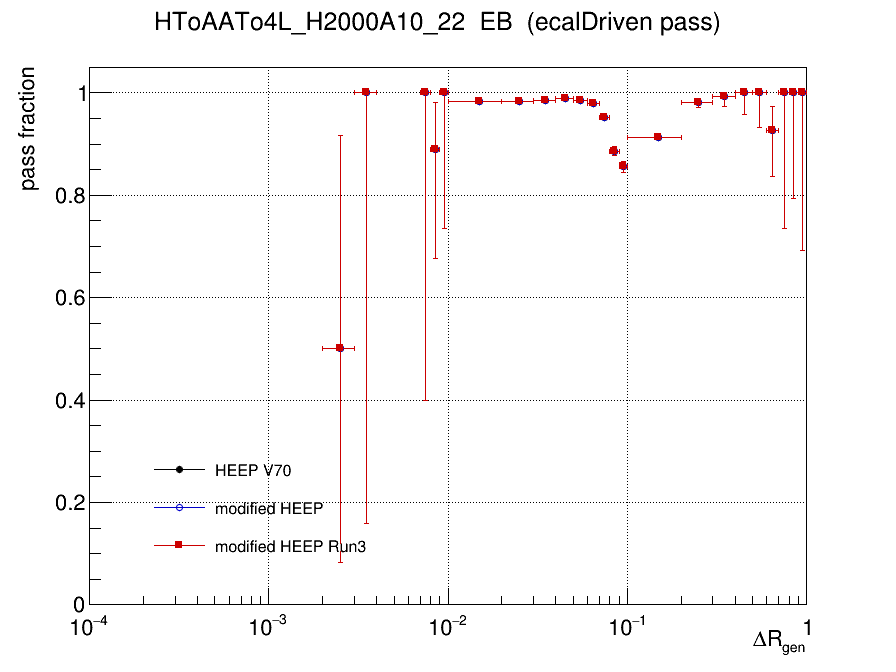 HToAATo4L_H2000A10_22 EB (ecalDriven pass)
pass fraction
1
0.8
0.6
0.4
0.2
0
HEEP V70
modified HEEP
modified HEEP Run3
10⁻⁴ 10⁻³ 10⁻² 10⁻¹ 1
ΔR_gen